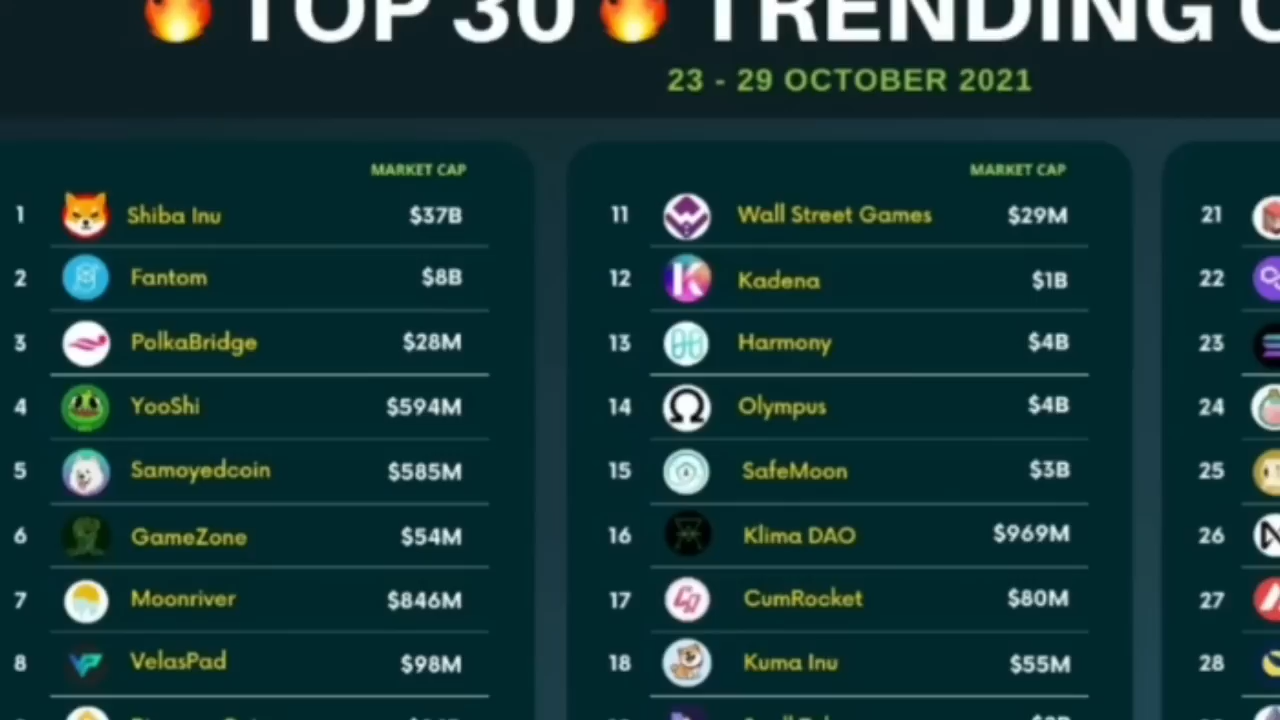 TOP 30 TRENDING
23 - 29 OCTOBER 2021
MARKET CAP
1 Shiba Inu $37B
2 Fantom $8B
3 PolkaBridge $28M
4 YooShi $594M
5 Samoyedcoin $585M
6 GameZone $54M
7 Moonriver $846M
8 VelasPad $98M
MARKET CAP
11 Wall Street Games $29M
12 Kadena $1B
13 Harmony $4B
14 Olympus $4B
15 SafeMoon $3B
16 Klima DAO $969M
17 CumRocket $80M
18 Kuma Inu $55M
21
22
23
24
25
26
27
28